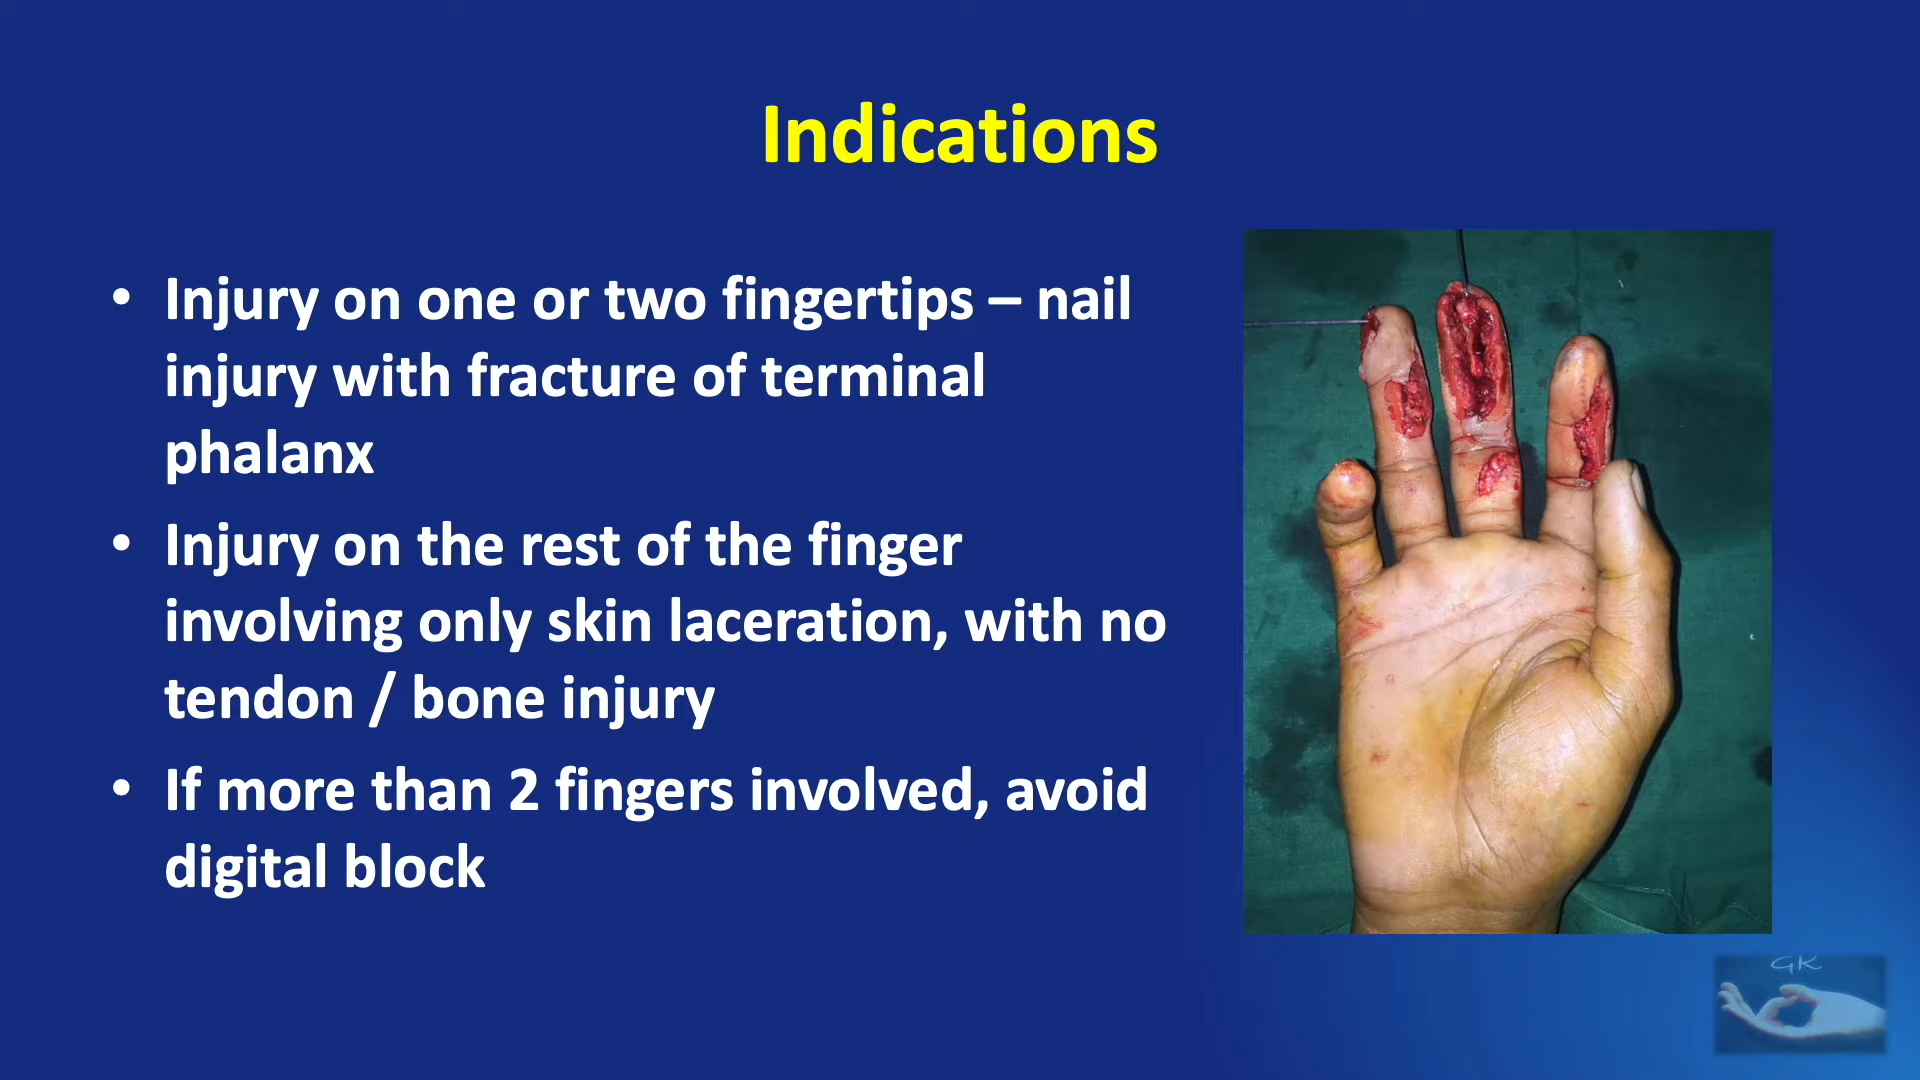 Indications
• Injury on one or two fingertips – nail
injury with fracture of terminal
phalanx
• Injury on the rest of the finger
involving only skin laceration, with no
tendon / bone injury
• If more than 2 fingers involved, avoid
digital block
GK